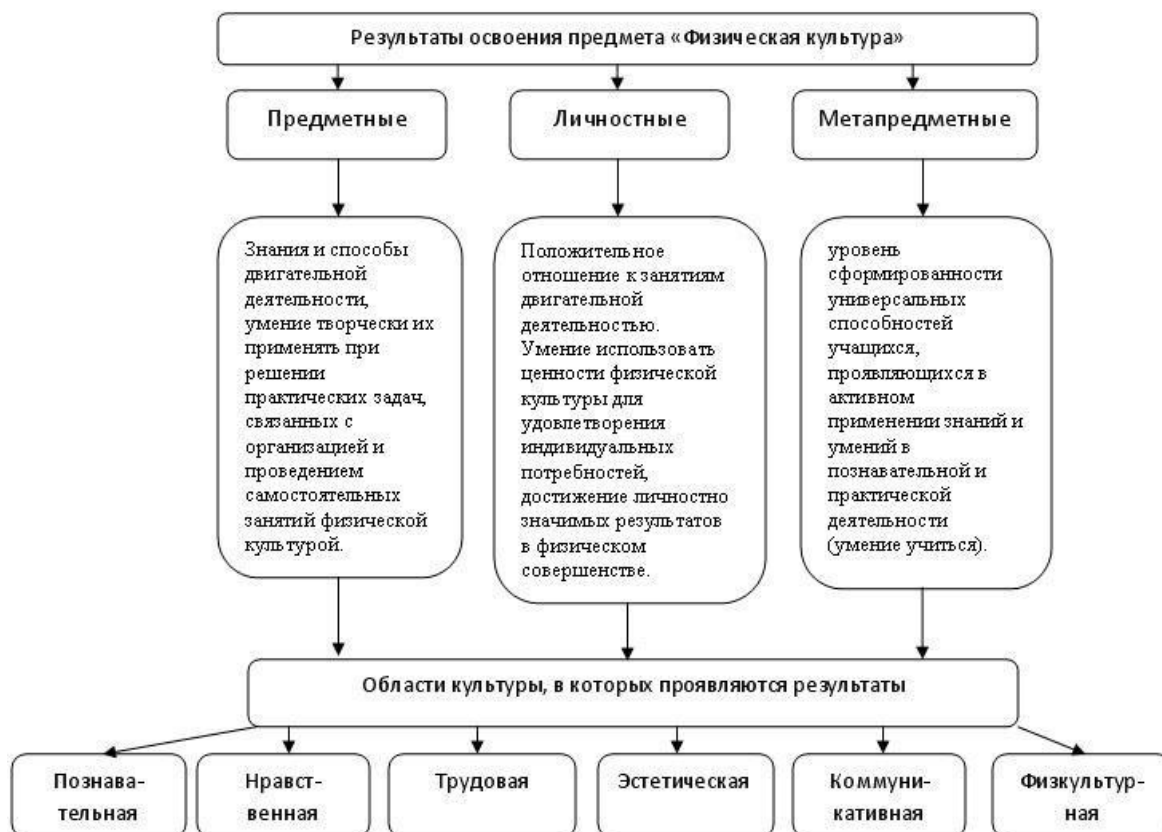 Результаты освоения предмета «Физическая культура»
Предметные
Личностные
Метапредметные
Знания и способы
двигательной
деятельности,
умение творчески их
применять при
решении
практических задач,
связанных с
организацией и
проведением
самостоятельных
занятий физической
культурой.
Положительное
отношение к занятиям
двигательной
деятельностью.
Умение использовать
ценности физической
культуры для
удовлетворения
индивидуальных
потребностей,
достижение личностно
значимых результатов
в физическом
совершенстве.
уровень
сформированности
универсальных
способностей
учащихся,
проявляющихся в
активном
применении знаний и
умений в
познавательной и
практической
деятельности
(умение учиться).
Области культуры, в которых проявляются результаты
Познава-
тельная
Нравст-
венная
Трудовая
Эстетическая
Коммуни-
кативная
Физкультур-
ная